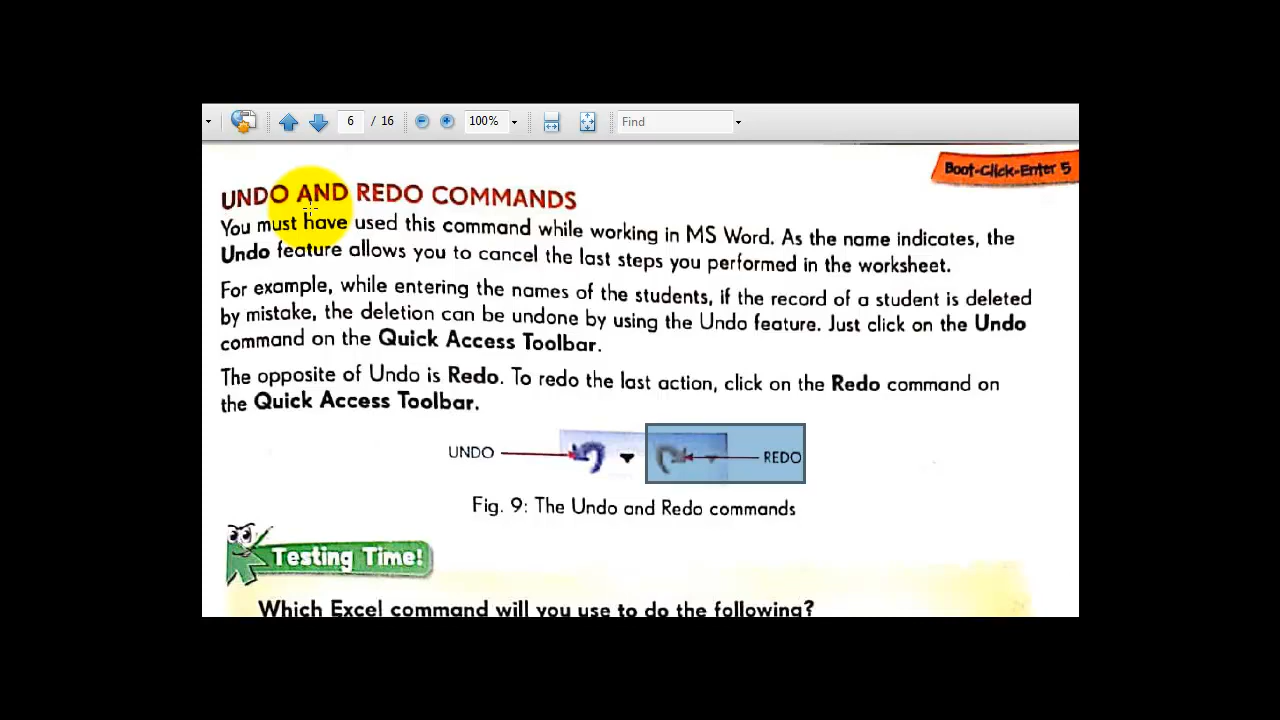 6 / 16 100% Find
Boot-Click-Enter 5
UNDO AND REDO COMMANDS
You must have used this command while working in MS Word. As the name indicates, the
Undo feature allows you to cancel the last steps you performed in the worksheet.
For example, while entering the names of the students, if the record of a student is deleted
by mistake, the deletion can be undone by using the Undo feature. Just click on the Undo
command on the Quick Access Toolbar.
The opposite of Undo is Redo. To redo the last action, click on the Redo command on
the Quick Access Toolbar.
UNDO REDO
Fig. 9: The Undo and Redo commands
Testing Time!
Which Excel command will you use to do the following?